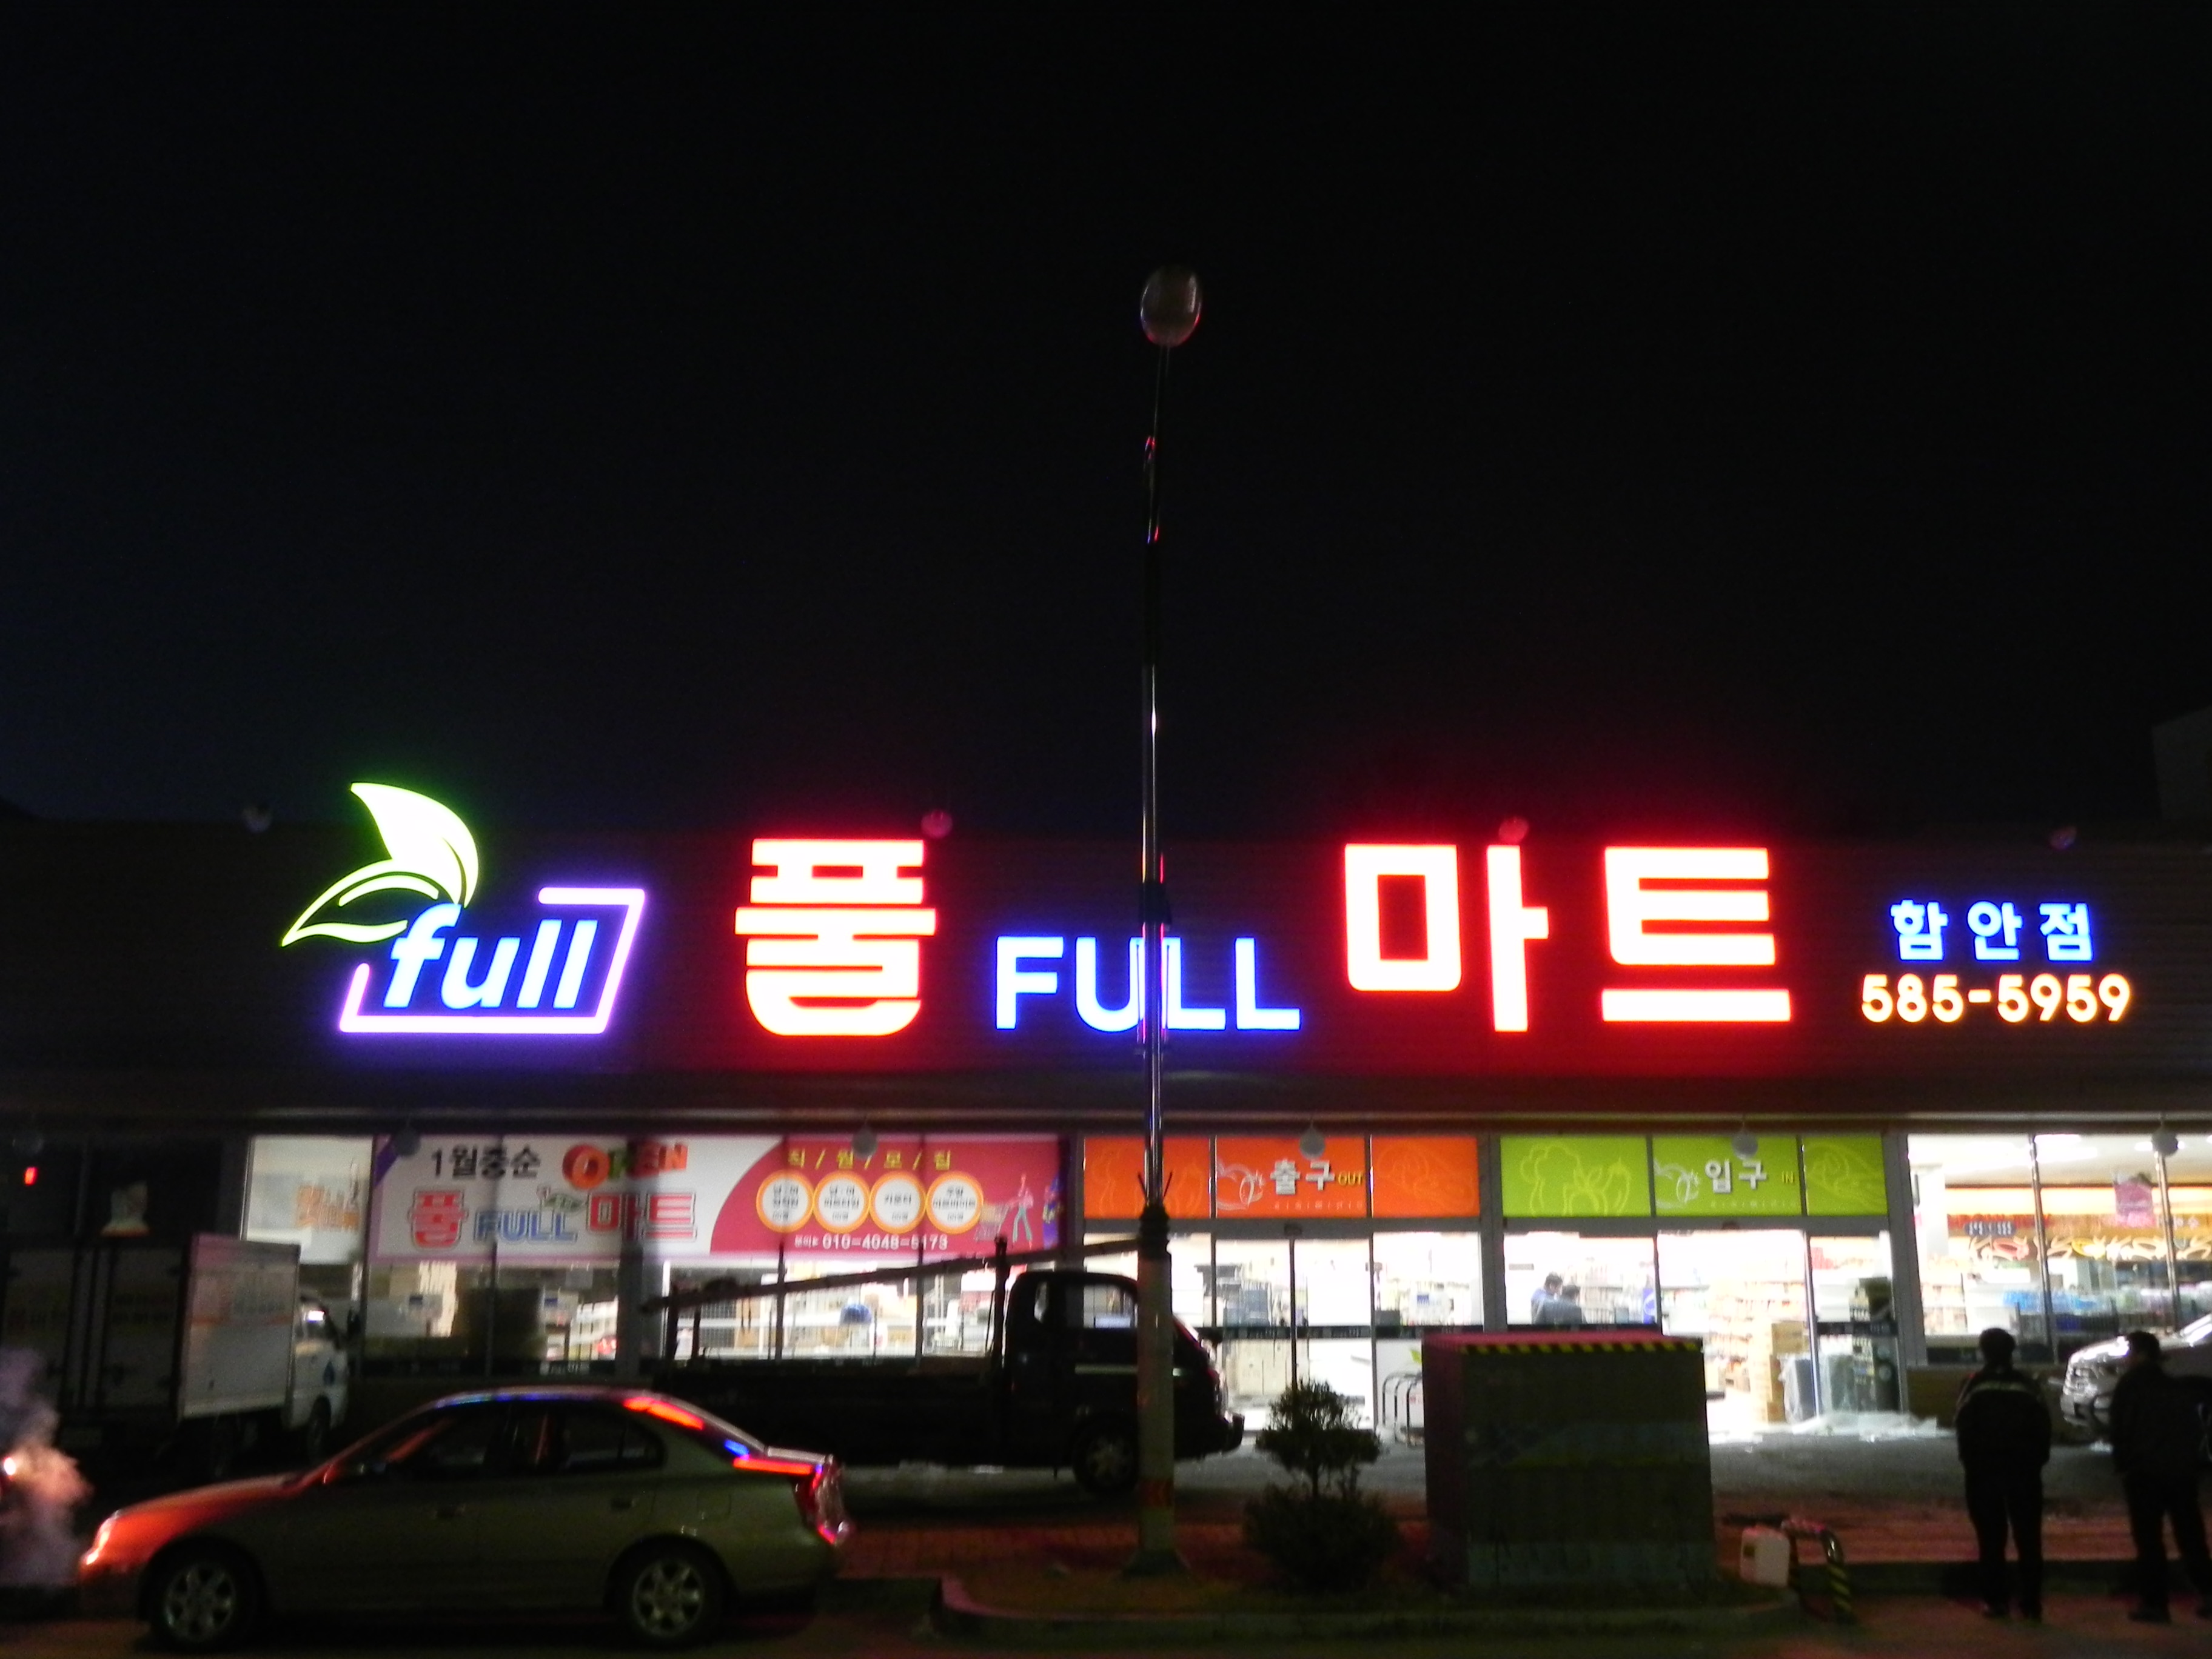 full
풀 FULL 마트
함안점
585-5959
1월중순 OPEN
풀 FULL 마트
직/원/모/집
010-4048-5173
출구 OUT
입구 IN